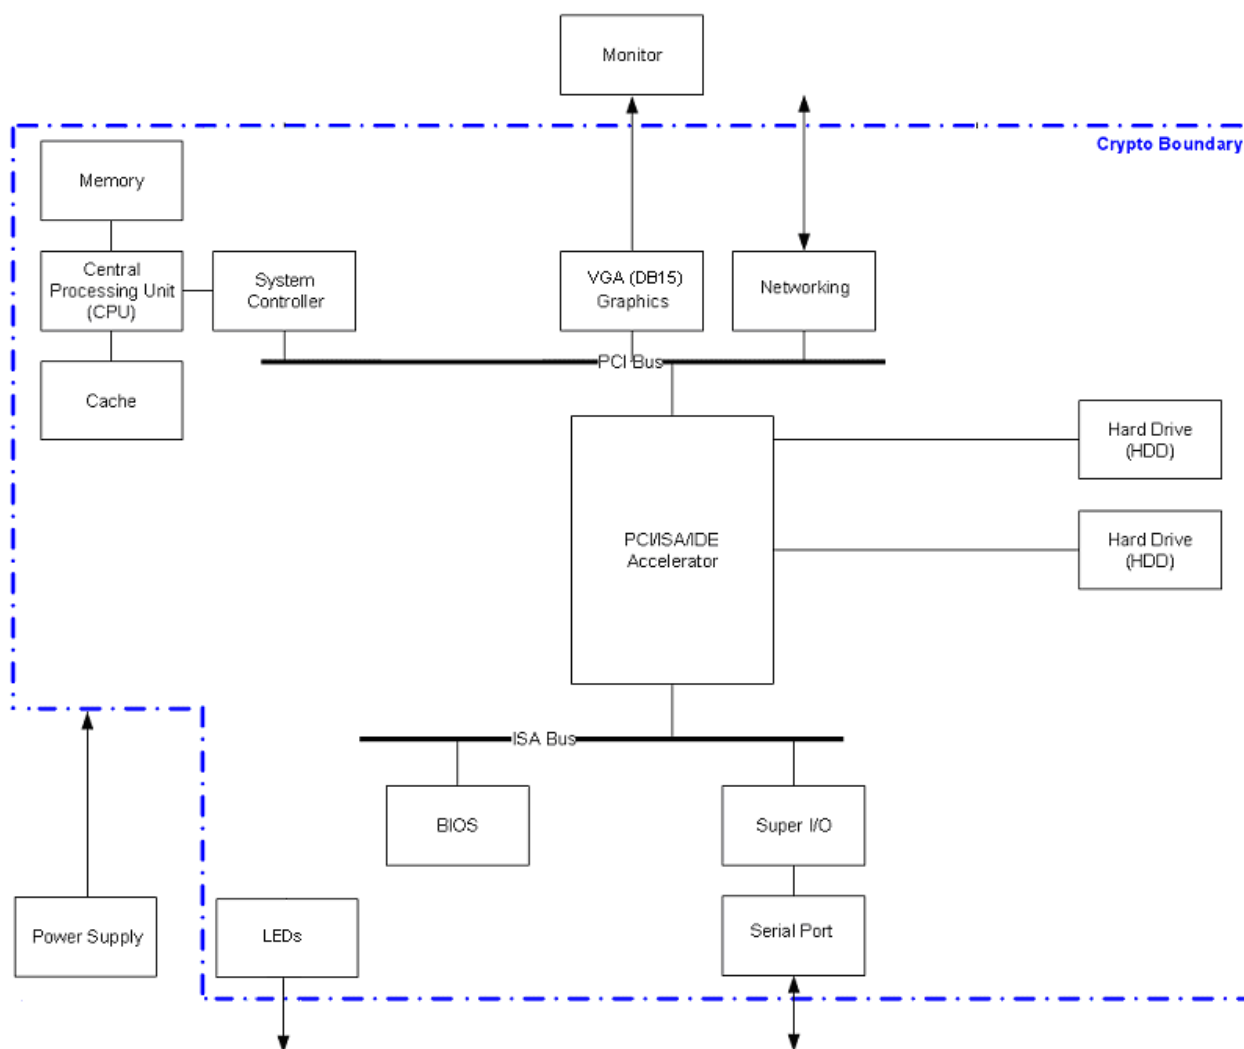 Monitor
Crypto Boundary
Memory
Central
Processing Unit
(CPU)
System
Controller
VGA (DB15)
Graphics
Networking
PCI Bus
Cache
Hard Drive
(HDD)
PCI/ISA/IDE
Accelerator
Hard Drive
(HDD)
ISA Bus
BIOS
Super I/O
Power Supply
LEDs
Serial Port